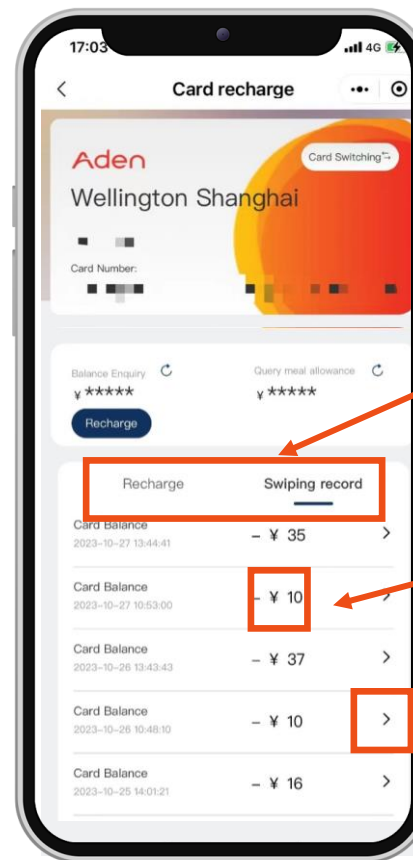 17:03 4G
Card recharge
Aden
Card Switching
Wellington Shanghai
Card Number:
Balance Enquiry Query meal allowance
¥ ***** ¥ *****
Recharge
Recharge Swiping record
Card Balance
2023-10-27 13:44:41
- ¥ 35
Card Balance
2023-10-27 10:53:00
- ¥ 10
Card Balance
2023-10-26 13:43:43
- ¥ 37
Card Balance
2023-10-26 10:48:10
- ¥ 10
Card Balance
2023-10-25 14:01:21
- ¥ 16